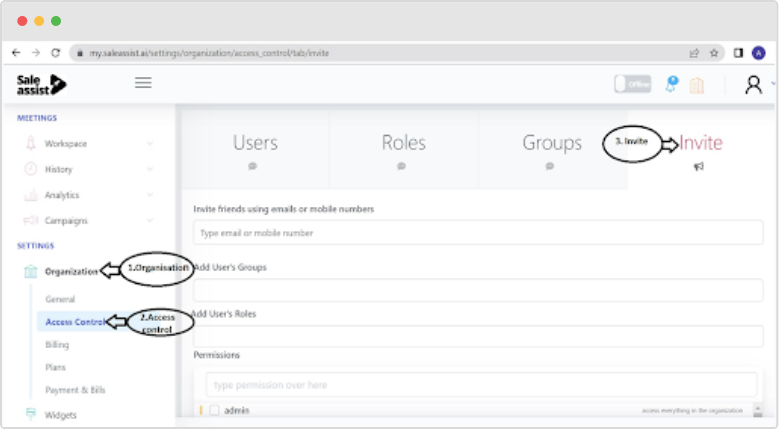 my.saleassist.ai/settings/organization/access_control/tab/invite
A
Sale
assist
Offline
MEETINGS
Workspace
History
Analytics
Campaigns
SETTINGS
Organization
1.Organisation
General
Access Control
2.Access
control
Billing
Plans
Payment & Bills
Widgets
Users
Roles
Groups
3. Invite
Invite
Invite friends using emails or mobile numbers
Type email or mobile number
Add User's Groups
Add User's Roles
Permissions
type permission over here
admin
access everything in the organization